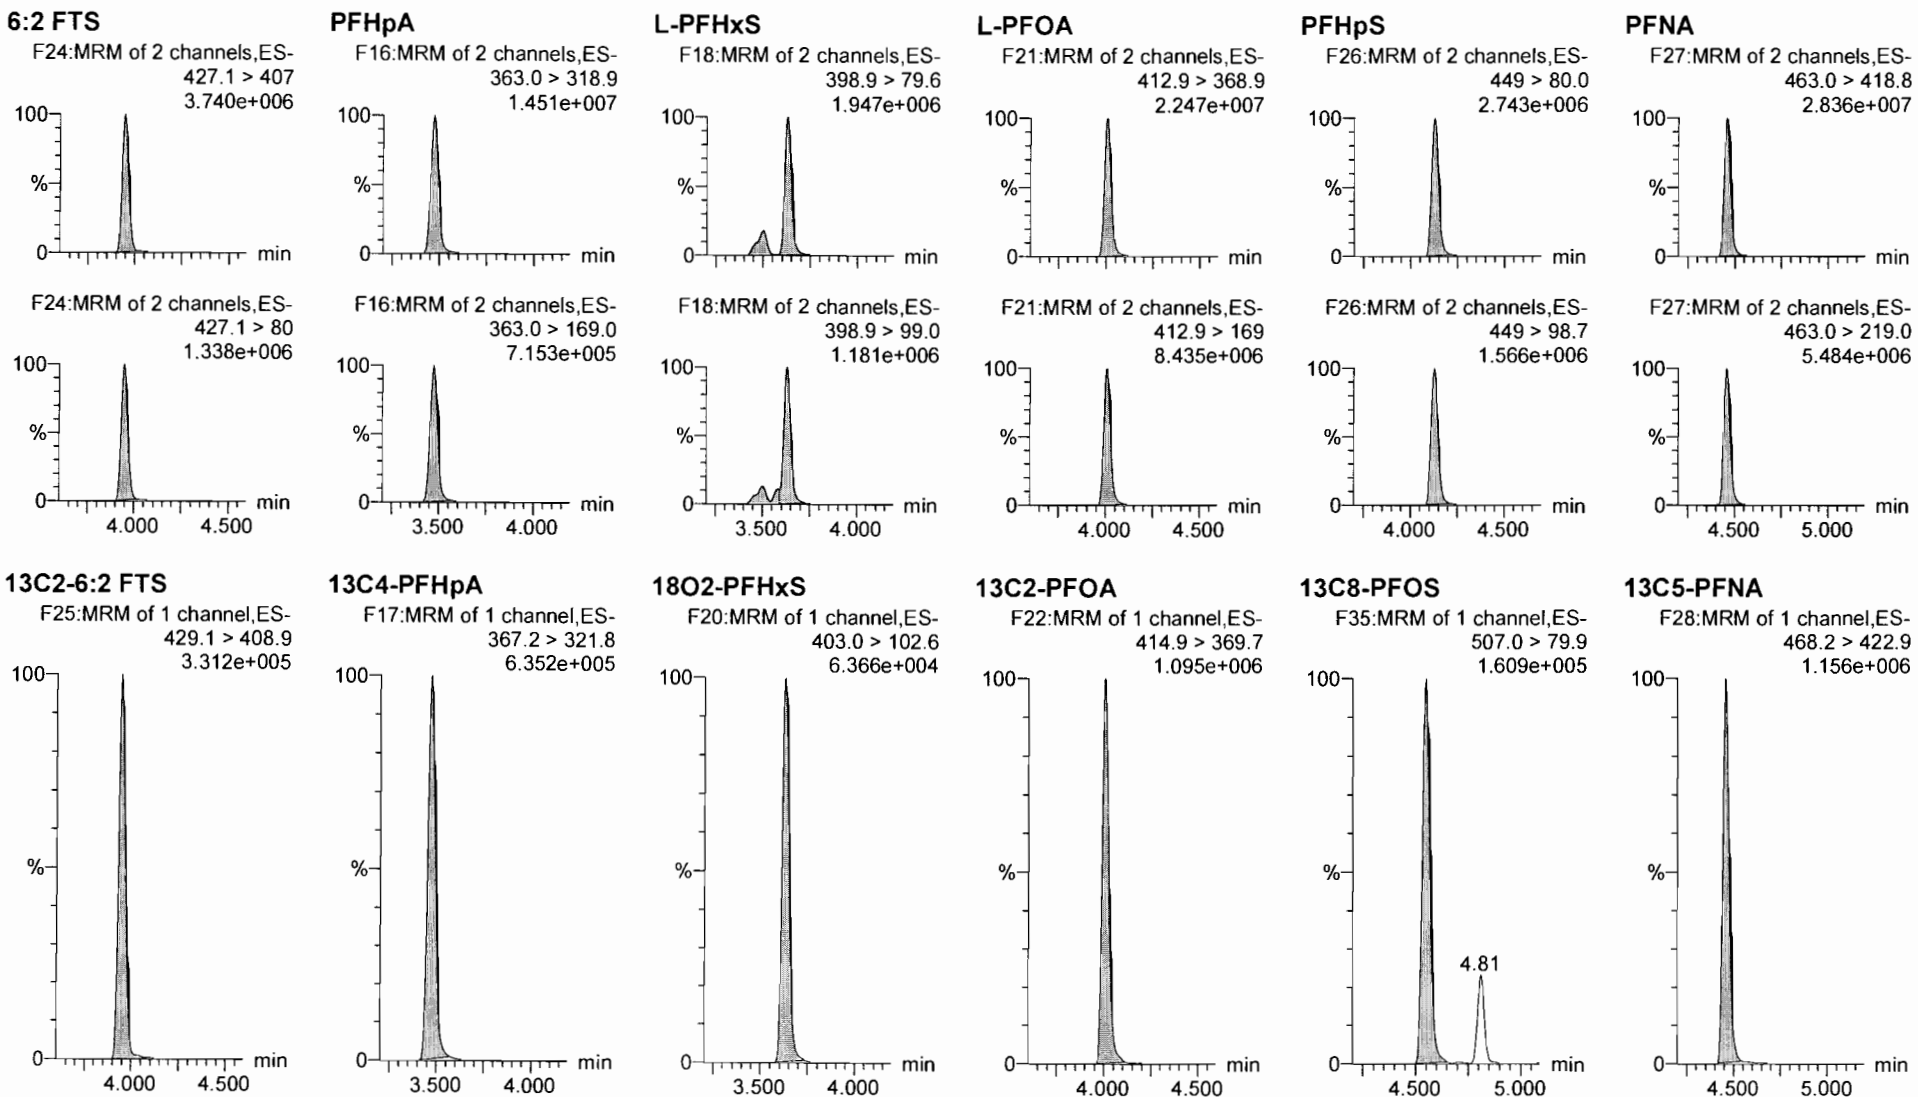 6:2 FTS
F24:MRM of 2 channels,ES-
427.1 > 407
3.740e+006
100
%
0
min
F24:MRM of 2 channels,ES-
427.1 > 80
1.338e+006
100
%
0
min
4.000 4.500
PFHpA
F16:MRM of 2 channels,ES-
363.0 > 318.9
1.451e+007
100
%
0
min
F16:MRM of 2 channels,ES-
363.0 > 169.0
7.153e+005
100
%
0
min
3.500 4.000
L-PFHxS
F18:MRM of 2 channels,ES-
398.9 > 79.6
1.947e+006
100
%
0
min
F18:MRM of 2 channels,ES-
398.9 > 99.0
1.181e+006
100
%
0
min
3.500 4.000
L-PFOA
F21:MRM of 2 channels,ES-
412.9 > 368.9
2.247e+007
100
%
0
min
F21:MRM of 2 channels,ES-
412.9 > 169
8.435e+006
100
%
0
min
4.000 4.500
PFHpS
F26:MRM of 2 channels,ES-
449 > 80.0
2.743e+006
100
%
0
min
F26:MRM of 2 channels,ES-
449 > 98.7
1.566e+006
100
%
0
min
4.000 4.500
PFNA
F27:MRM of 2 channels,ES-
463.0 > 418.8
2.836e+007
100
%
0
min
F27:MRM of 2 channels,ES-
463.0 > 219.0
5.484e+006
100
%
0
min
4.500 5.000
13C2-6:2 FTS
F25:MRM of 1 channel,ES-
429.1 > 408.9
3.312e+005
100
%
0
min
4.000 4.500
13C4-PFHpA
F17:MRM of 1 channel,ES-
367.2 > 321.8
6.352e+005
100
%
0
min
3.500 4.000
18O2-PFHxS
F20:MRM of 1 channel,ES-
403.0 > 102.6
6.366e+004
100
%
0
min
3.500 4.000
13C2-PFOA
F22:MRM of 1 channel,ES-
414.9 > 369.7
1.095e+006
100
%
0
min
4.000 4.500
13C8-PFOS
F35:MRM of 1 channel,ES-
507.0 > 79.9
1.609e+005
100
%
4.81
0
min
4.500 5.000
13C5-PFNA
F28:MRM of 1 channel,ES-
468.2 > 422.9
1.156e+006
100
%
0
min
4.500 5.000